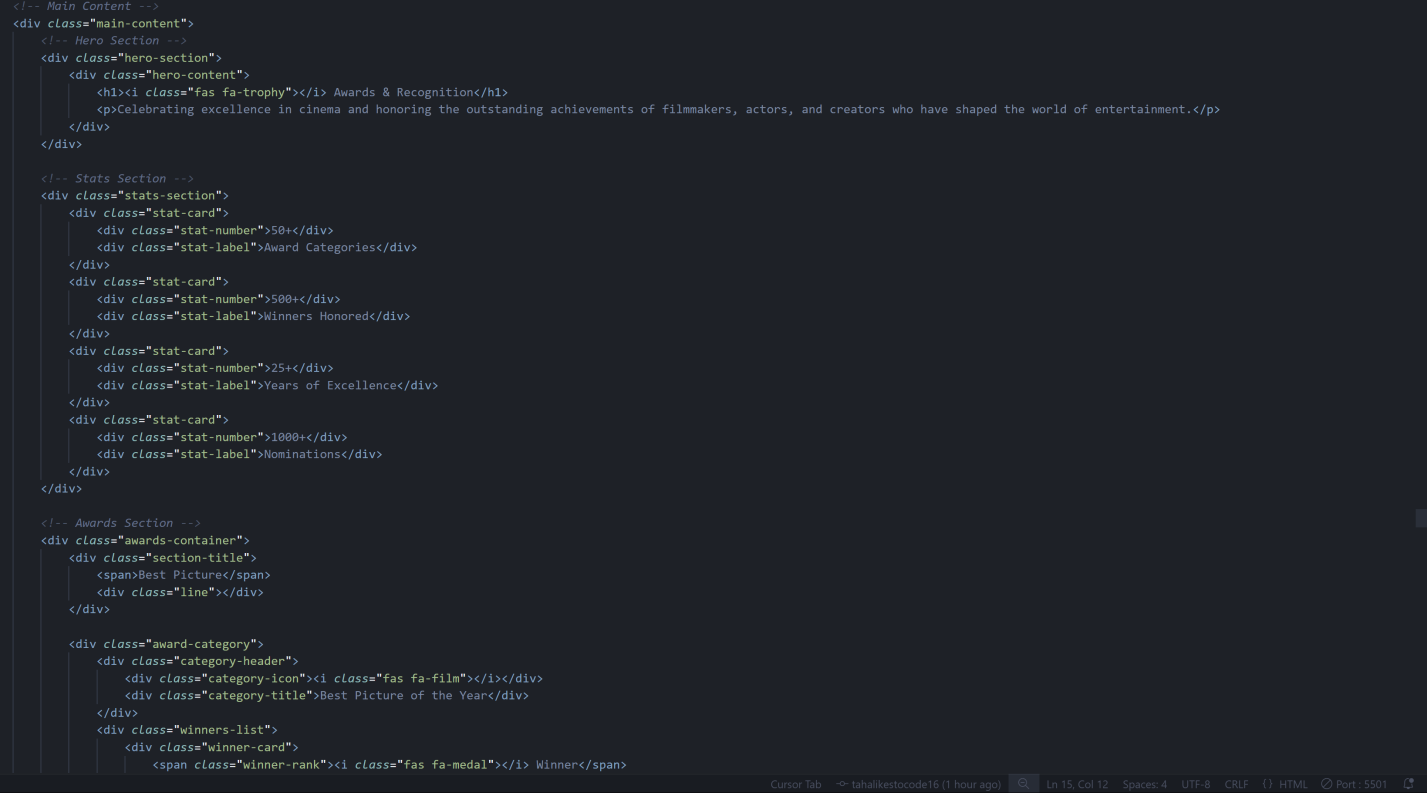 <!-- Main Content -->
<div class="main-content">
<!-- Hero Section -->
<div class="hero-section">
<div class="hero-content">
<h1><i class="fas fa-trophy"></i> Awards & Recognition</h1>
<p>Celebrating excellence in cinema and honoring the outstanding achievements of filmmakers, actors, and creators who have shaped the world of entertainment.</p>
</div>
</div>
<!-- Stats Section -->
<div class="stats-section">
<div class="stat-card">
<div class="stat-number">50+</div>
<div class="stat-label">Award Categories</div>
</div>
<div class="stat-card">
<div class="stat-number">500+</div>
<div class="stat-label">Winners Honored</div>
</div>
<div class="stat-card">
<div class="stat-number">25+</div>
<div class="stat-label">Years of Excellence</div>
</div>
<div class="stat-card">
<div class="stat-number">1000+</div>
<div class="stat-label">Nominations</div>
</div>
</div>
<!-- Awards Section -->
<div class="awards-container">
<div class="section-title">
<span>Best Picture</span>
<div class="line"></div>
</div>
<div class="award-category">
<div class="category-header">
<div class="category-icon"><i class="fas fa-film"></i></div>
<div class="category-title">Best Picture of the Year</div>
</div>
<div class="winners-list">
<div class="winner-card">
<span class="winner-rank"><i class="fas fa-medal"></i> Winner</span>
Cursor Tab tahalikestocode16 (1 hour ago) Ln 15, Col 12 Spaces: 4 UTF-8 CRLF {} HTML Port : 5501